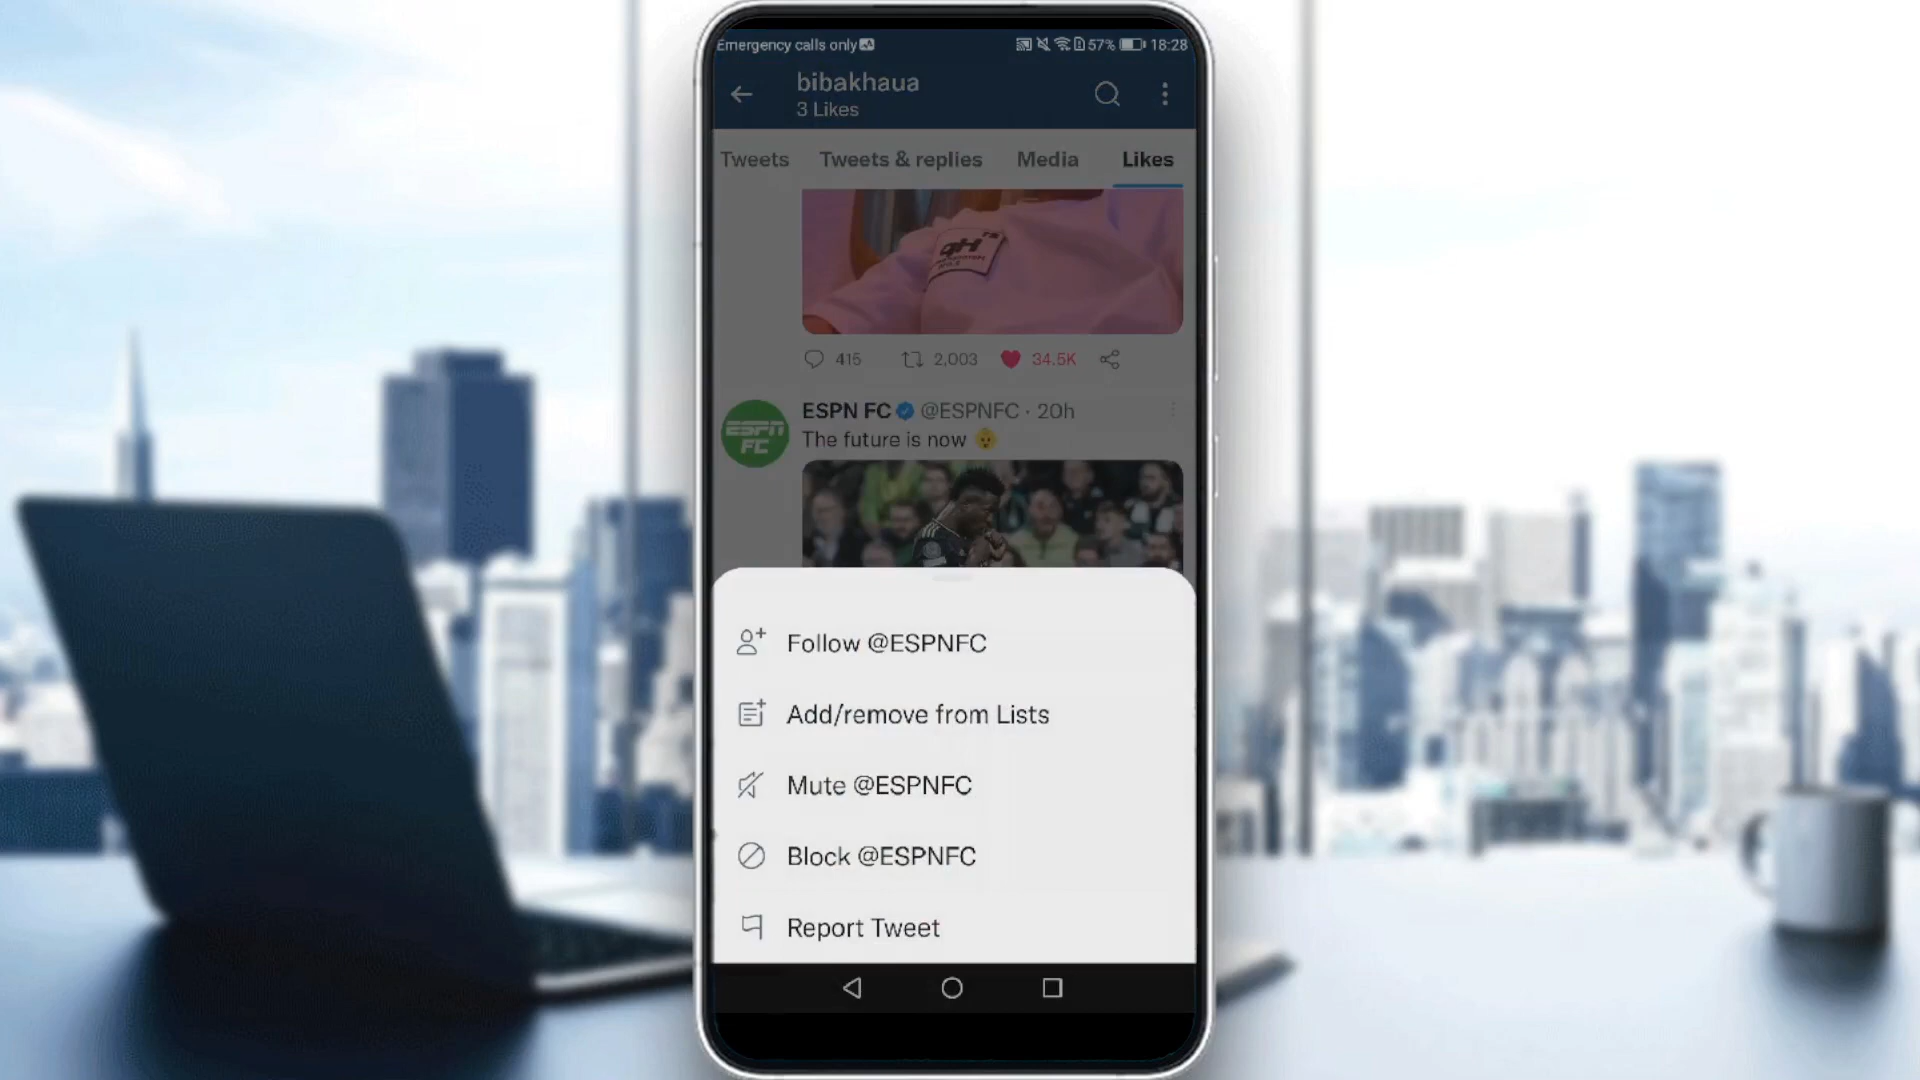 Emergency calls only 57% 18:28
bibakhaua
3 Likes
Tweets Tweets & replies Media Likes
415 2,003 34.5K
ESPN FC @ESPNFC · 20h
The future is now
ESPN
FC
Follow @ESPNFC
Add/remove from Lists
Mute @ESPNFC
Block @ESPNFC
Report Tweet